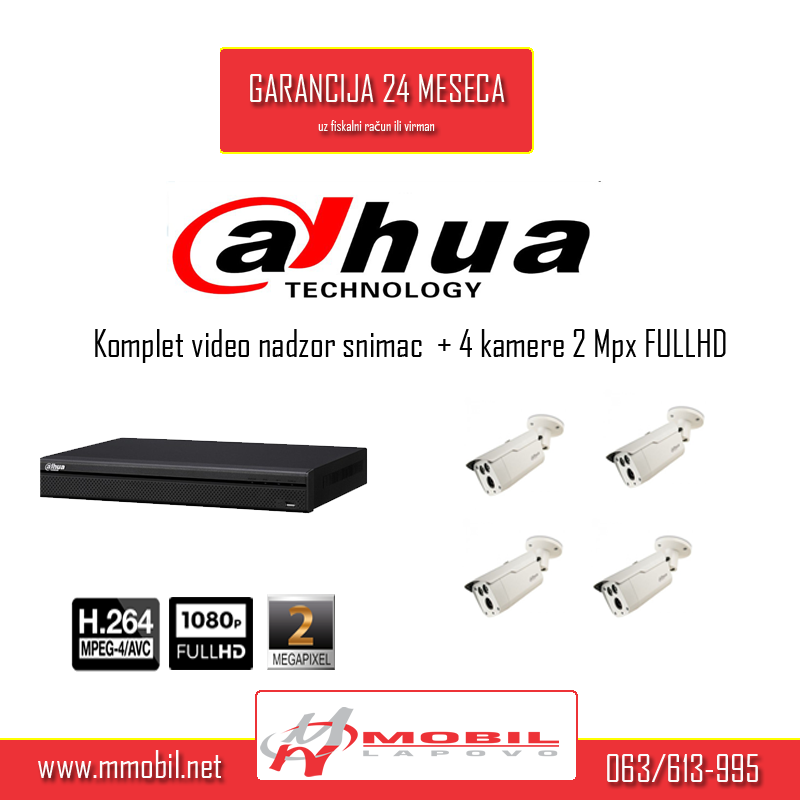 GARANCIJA 24 MESECA
uz fiskalni račun ili virman
alhua
TECHNOLOGY
Komplet video nadzor snimac + 4 kamere 2 Mpx FULLHD
alhua
H.264
MPEG-4/AVC
1080p
FULLHD
2
MEGAPIXEL
MOBIL
LAPOVO
www.mmobil.net
063/613-995